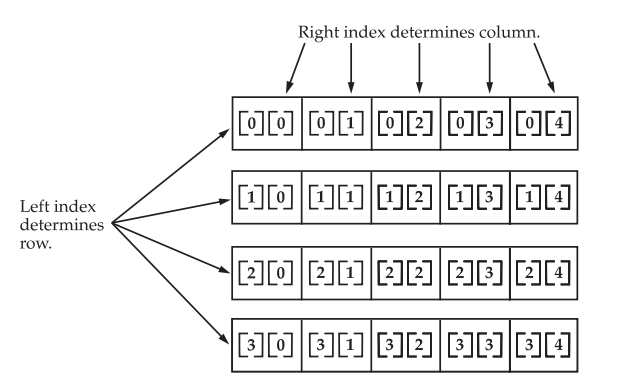 Right index determines column.
[0][0] [0][1] [0][2] [0][3] [0][4]
[1][0] [1][1] [1][2] [1][3] [1][4]
Left index
determines
row.
[2][0] [2][1] [2][2] [2][3] [2][4]
[3][0] [3][1] [3][2] [3][3] [3][4]